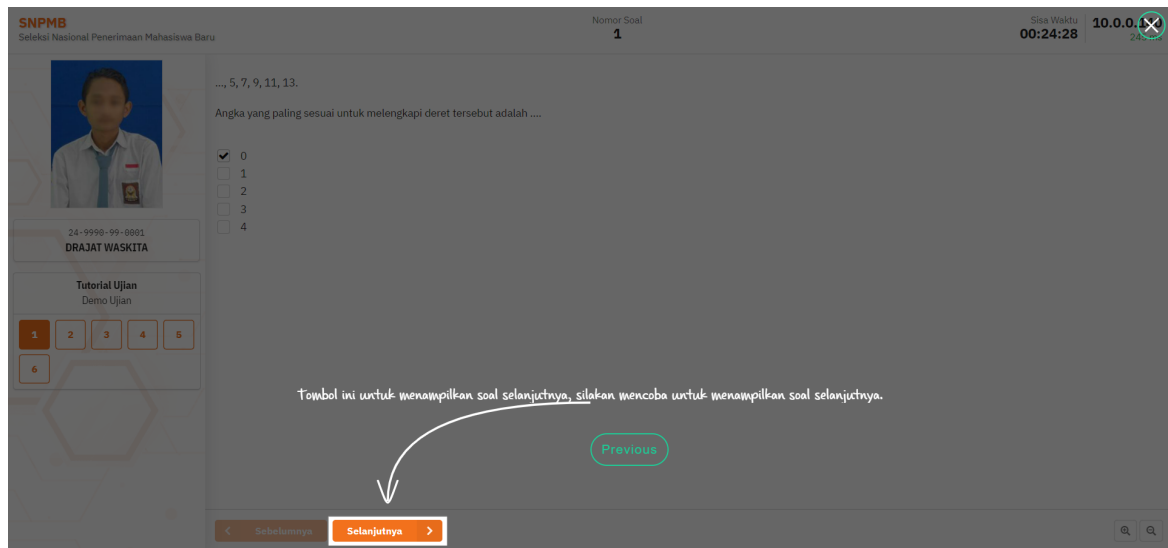 SNPMB
Seleksi Nasional Penerimaan Mahasiswa Baru
Nomor Soal
1
Sisa Waktu
00:24:28
10.0.0.
..., 5, 7, 9, 11, 13.
Angka yang paling sesuai untuk melengkapi deret tersebut adalah ....
0
1
2
3
4
24-9990-99-0001
DRAJAT WASKITA
Tutorial Ujian
Demo Ujian
1 2 3 4 5
6
Tombol ini untuk menampilkan soal selanjutnya, silakan mencoba untuk menampilkan soal selanjutnya.
Previous
Sebelumnya Selanjutnya